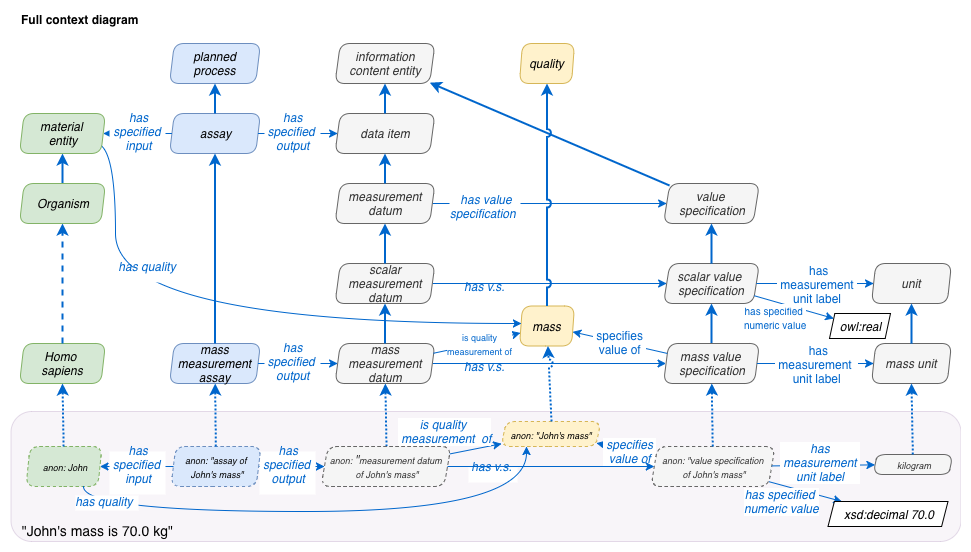 Full context diagram
planned
process
information
content entity
quality
material
entity
has
specified
input
assay
has
specified
output
data item
Organism
measurement
datum
has value
specification
value
specification
has quality
scalar
measurement
datum
has v.s.
scalar value
specification
has
measurement
unit label
unit
has specified
numeric value
owl:real
mass
Homo
sapiens
mass
measurement
assay
has
specified
output
mass
measurement
datum
is quality
measurement of
has v.s.
specifies
value of
mass value
specification
has
measurement
unit label
mass unit
anon: John
has
specified
input
anon: "assay of
John's mass"
has
specified
output
anon: "measurement datum
of John's mass"
is quality
measurement of
anon: "John's mass"
has v.s.
specifies
value of
anon: "value specification
of John's mass"
has
measurement
unit label
kilogram
has quality
has specified
numeric value
xsd:decimal 70.0
"John's mass is 70.0 kg"